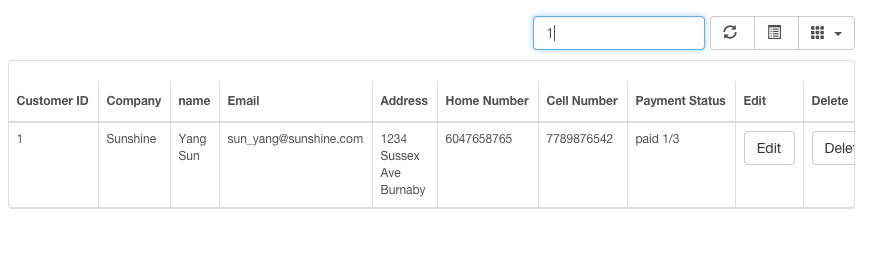 1
Customer ID Company name Email Address Home Number Cell Number Payment Status Edit Delete
1 Sunshine Yang sun_yang@sunshine.com 1234 6047658765 7789876542 paid 1/3 Edit Delet
Sun Sussex
Ave
Burnaby